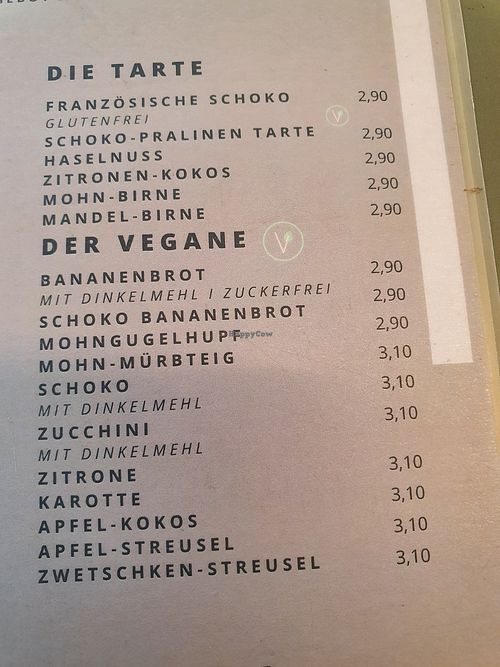 DIE TARTE
FRANZÖSISCHE SCHOKO 2,90
GLUTENFREI
SCHOKO-PRALINEN TARTE V 2,90
HASELNUSS 2,90
ZITRONEN-KOKOS 2,90
MOHN-BIRNE 2,90
MANDEL-BIRNE
DER VEGANE V
BANANENBROT 2,90
MIT DINKELMEHL I ZUCKERFREI
SCHOKO BANANENBROT 2,90
MOHNGUGELHUPF 2,90
HappyCow
MOHN-MÜRBTEIG 3,10
SCHOKO 3,10
MIT DINKELMEHL
ZUCCHINI 3,10
MIT DINKELMEHL
ZITRONE 3,10
KAROTTE 3,10
APFEL-KOKOS 3,10
APFEL-STREUSEL 3,10
ZWETSCHKEN-STREUSEL